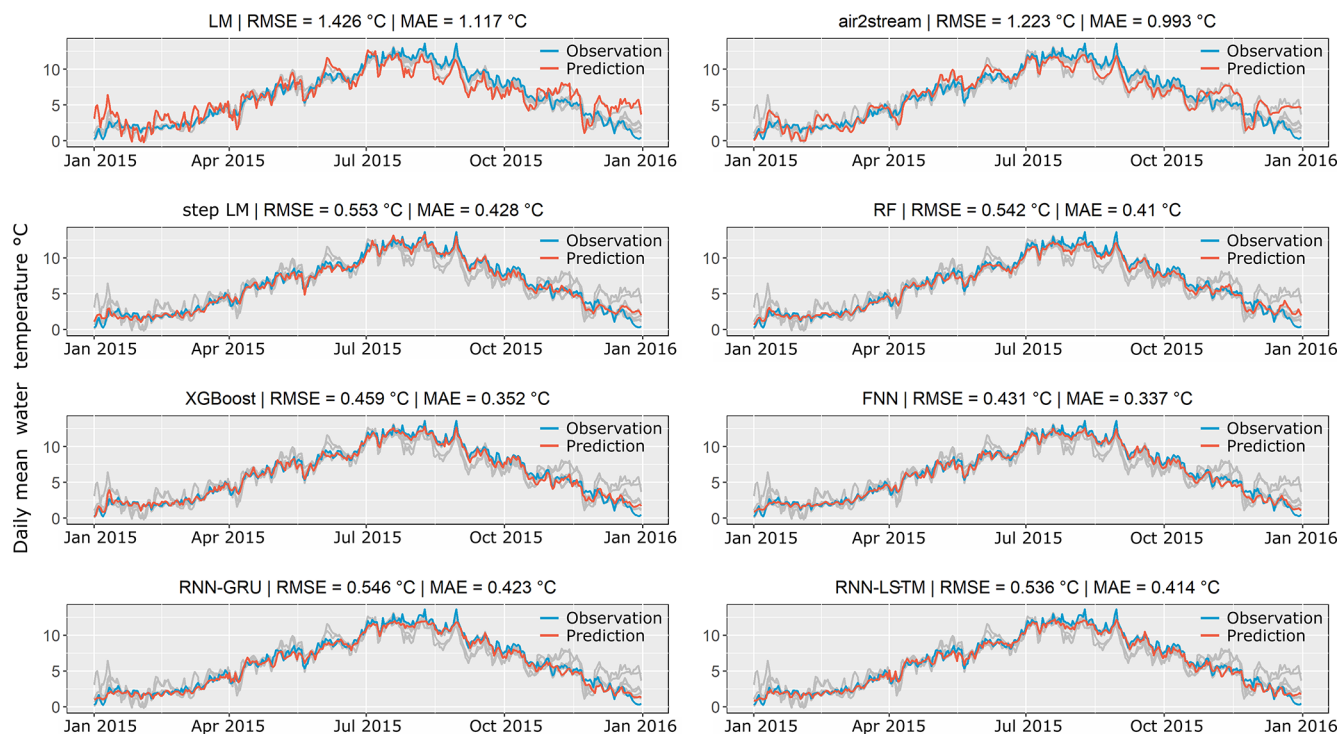 LM | RMSE = 1.426 °C | MAE = 1.117 °C
Observation
Prediction
10
5
0
Jan 2015 Apr 2015 Jul 2015 Oct 2015 Jan 2016
air2stream | RMSE = 1.223 °C | MAE = 0.993 °C
Observation
Prediction
10
5
0
Jan 2015 Apr 2015 Jul 2015 Oct 2015 Jan 2016
Daily mean water temperature °C
step LM | RMSE = 0.553 °C | MAE = 0.428 °C
Observation
Prediction
10
5
0
Jan 2015 Apr 2015 Jul 2015 Oct 2015 Jan 2016
RF | RMSE = 0.542 °C | MAE = 0.41 °C
Observation
Prediction
10
5
0
Jan 2015 Apr 2015 Jul 2015 Oct 2015 Jan 2016
XGBoost | RMSE = 0.459 °C | MAE = 0.352 °C
Observation
Prediction
10
5
0
Jan 2015 Apr 2015 Jul 2015 Oct 2015 Jan 2016
FNN | RMSE = 0.431 °C | MAE = 0.337 °C
Observation
Prediction
10
5
0
Jan 2015 Apr 2015 Jul 2015 Oct 2015 Jan 2016
RNN-GRU | RMSE = 0.546 °C | MAE = 0.423 °C
Observation
Prediction
10
5
0
Jan 2015 Apr 2015 Jul 2015 Oct 2015 Jan 2016
RNN-LSTM | RMSE = 0.536 °C | MAE = 0.414 °C
Observation
Prediction
10
5
0
Jan 2015 Apr 2015 Jul 2015 Oct 2015 Jan 2016